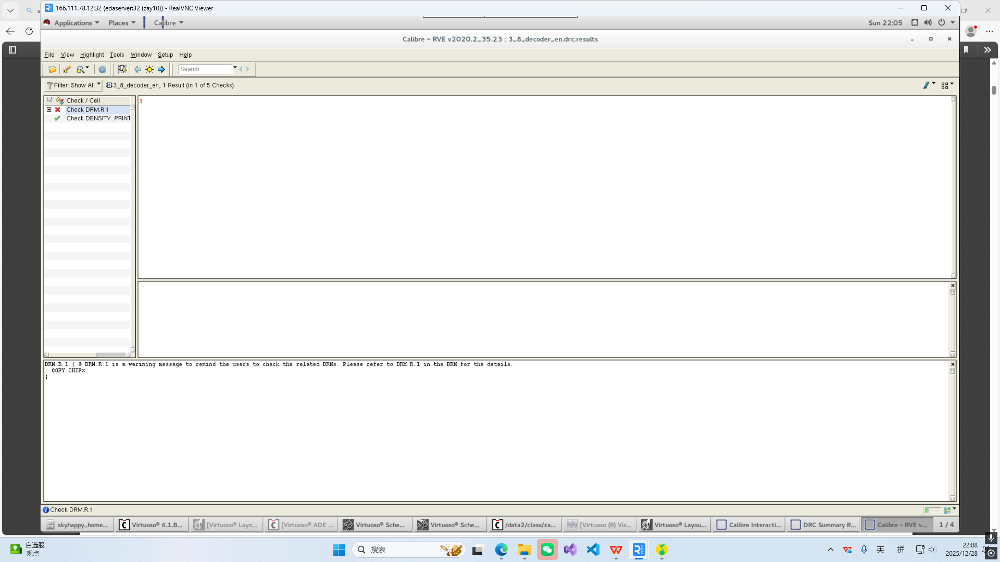 166.111.78.12:32 (edaserver:32 (zay10)) - RealVNC Viewer
Applications Places Calibre Sun 22:05
Calibre - RVE v2020.2_35.23 : 3_8_decoder_en.drc.results
File View Highlight Tools Window Setup Help
Search
Filter: Show All 3_8_decoder_en, 1 Result (in 1 of 5 Checks)
Check / Cell
1
Check DRM.R.1
Check DENSITY_PRINT
DRM.R.1 { @ DRM.R.1 is a warining message to remind the users to check the related DRMs. Please refer to DRM.R.1 in the DRM for the details.
COPY CHIPx
}
Check DRM.R.1
skyhappy_home... Virtuoso® 6.1.8... [Virtuoso® Layo... [Virtuoso® ADE ... Virtuoso® Sche... Virtuoso® Sche... /data2/class/za... [Virtuoso (R) Vis... Virtuoso® Layou... Calibre Interacti... DRC Summary R... Calibre - RVE v... 1 / 4
自选股
观点
搜索
英 拼
22:08
2025/12/28